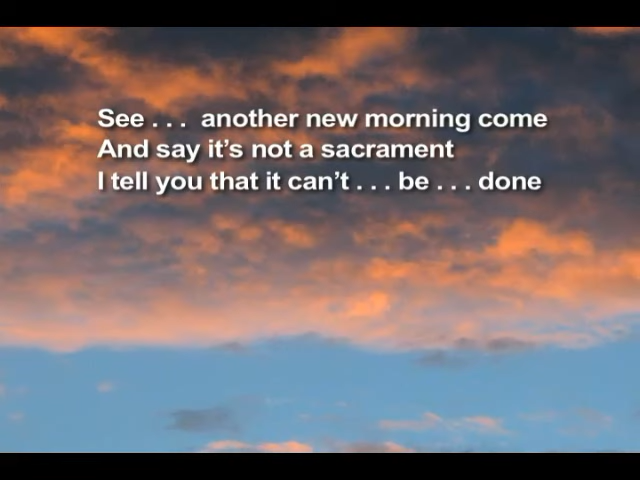 See . . .  another new morning come
And say it’s not a sacrament
I tell you that it can’t . . . be . . . done